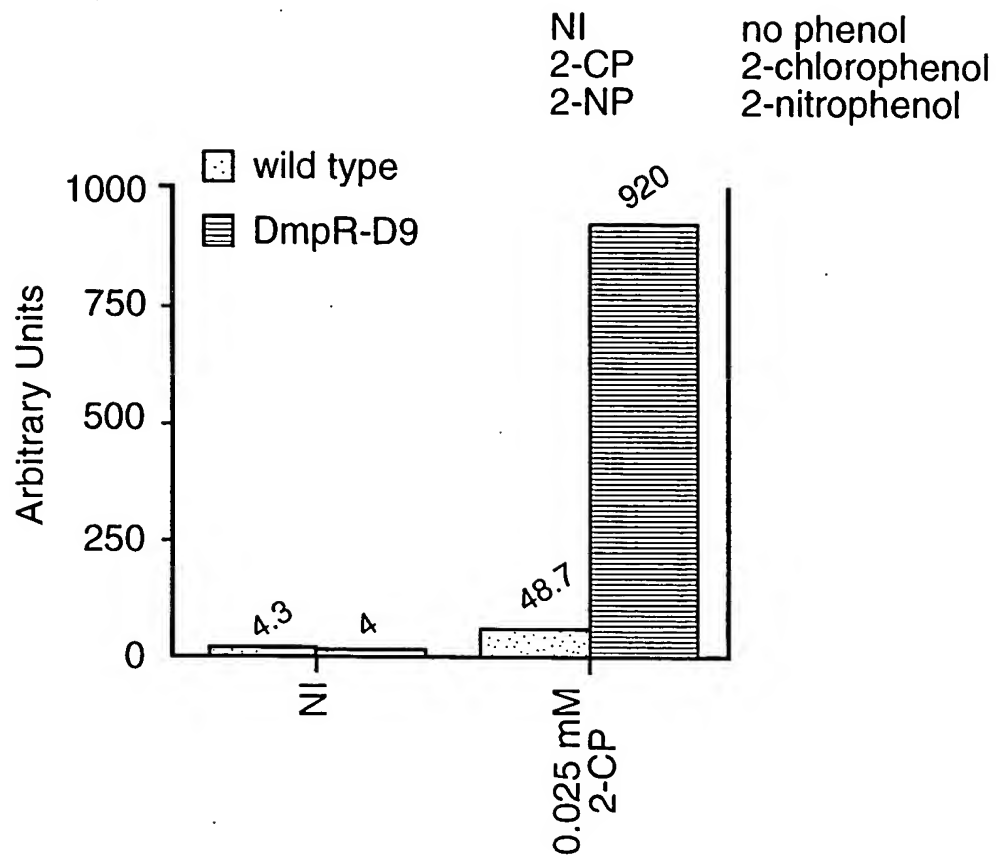 NI no phenol
2-CP 2-chlorophenol
2-NP 2-nitrophenol
wild type
DmpR-D9
Arbitrary Units
1000
750
500
250
0
4.3
4
48.7
920
NI
0.025 mM
2-CP